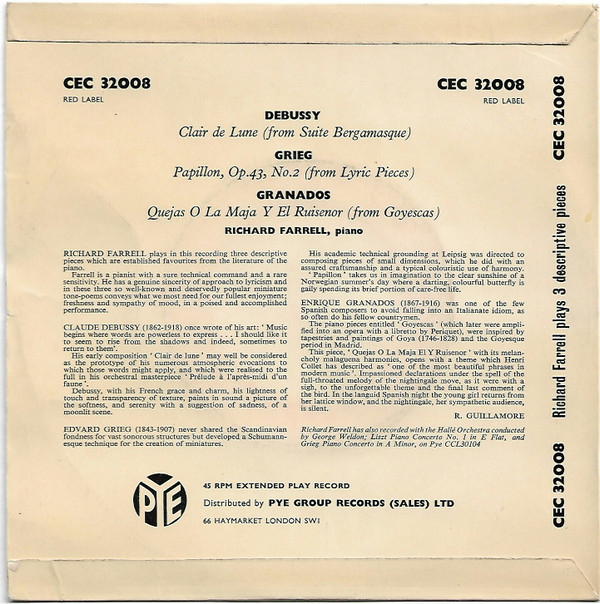 CEC 32008
RED LABEL
CEC 32008
RED LABEL
DEBUSSY
Clair de Lune (from Suite Bergamasque)
GRIEG
Papillon, Op.43, No.2 (from Lyric Pieces)
GRANADOS
Quejas O La Maja Y El Ruisenor (from Goyescas)
RICHARD FARRELL, piano
RICHARD FARRELL plays in this recording three descriptive
pieces which are established favourites from the literature of the
piano.
Farrell is a pianist with a sure technical command and a rare
sensitivity. He has a genuine sincerity of approach to lyricism and
in these three so well-known and deservedly popular miniature
tone-poems conveys what we most need for our fullest enjoyment;
freshness and sympathy of mood, in a poised and accomplished
performance.
CLAUDE DEBUSSY (1862-1918) once wrote of his art: ' Music
begins where words are powerless to express . . . I should like it
to seem to rise from the shadows and indeed, sometimes to
return to them'.
His early composition ' Clair de lune ' may well be considered
as the prototype of his numerous atmospheric evocations to
which those words might apply, and which were realised to the
full in his orchestral masterpiece ' Prélude à l'après-midi d'un
faune '.
Debussy, with his French grace and charm, his lightness of
touch and transparency of texture, paints in sound a picture of
the softness, and serenity with a suggestion of sadness, of a
moonlit scene.
EDVARD GRIEG (1843-1907) never shared the Scandinavian
fondness for vast sonorous structures but developed a Schumann-
esque technique for the creation of miniatures.
His academic technical grounding at Leipsig was directed to
composing pieces of small dimensions, which he did with an
assured craftsmanship and a typical colouristic use of harmony.
' Papillon ' takes us in imagination to the clear sunshine of a
Norwegian summer's day where a darting, colourful butterfly is
gaily spending its brief portion of care-free life.
ENRIQUE GRANADOS (1867-1916) was one of the few
Spanish composers to avoid falling into an Italianate idiom, as
so often do his fellow countrymen.
The piano pieces entitled ' Goyescas ' (which later were ampli-
fied into an opera with a libretto by Periquet), were inspired by
tapestries and paintings of Goya (1746-1828) and the Goyesque
period in Madrid.
This piece, ' Quejas O La Maja El Y Ruisenor ' with its melan-
choly malaguena harmonies, opens with a theme which Henri
Collet has described as ' one of the most beautiful phrases in
modern music '. Impassioned declarations under the spell of the
full-throated melody of the nightingale move, as it were with a
sigh, to the unforgettable theme and the final comment of
the bird. In the languid Spanish night the young girl returns from
her lattice window, and the nightingale, her sympathetic audience,
is silent.
R. GUILLAMORE
Richard Farrell has also recorded with the Hallé Orchestra conducted
by George Weldon; Liszt Piano Concerto No. 1 in E Flat, and
Grieg Piano Concerto in A Minor, on Pye CCL30104
PYE
45 RPM EXTENDED PLAY RECORD
Distributed by PYE GROUP RECORDS (SALES) LTD
66 HAYMARKET LONDON SW1
CEC 32008
Richard Farrell plays 3 descriptive pieces
CEC 32008